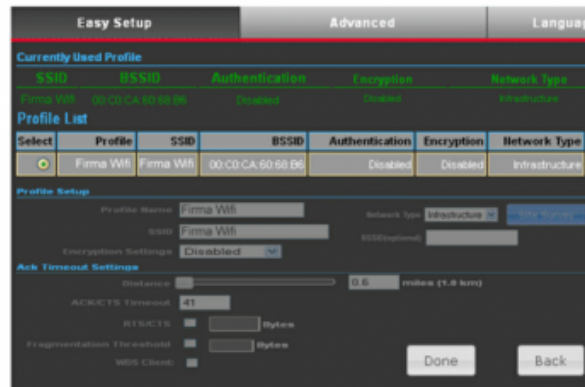 Easy Setup Advanced Languag
Currently Used Profile
SSID BSSID Authentication Encryption Network Type
Firma Wifi 00:C0:CA:60:68:B6 Disabled Disabled Infrastructure
Profile List
Select Profile SSID BSSID Authentication Encryption Network Type
Firma Wifi Firma Wifi 00:C0:CA:60:68:B6 Disabled Disabled Infrastructure
Profile Setup
Profile Name Firma Wifi Network Type Infrastructure Site Survey
SSID Firma Wifi BSSID(optional)
Encryption Settings Disabled
Ack Timeout Settings
Distance 0.6 miles (1.0 km)
ACK/CTS Timeout 41
RTS/CTS Bytes
Fragmentation Threshold Bytes
WDS Client:
Done Back